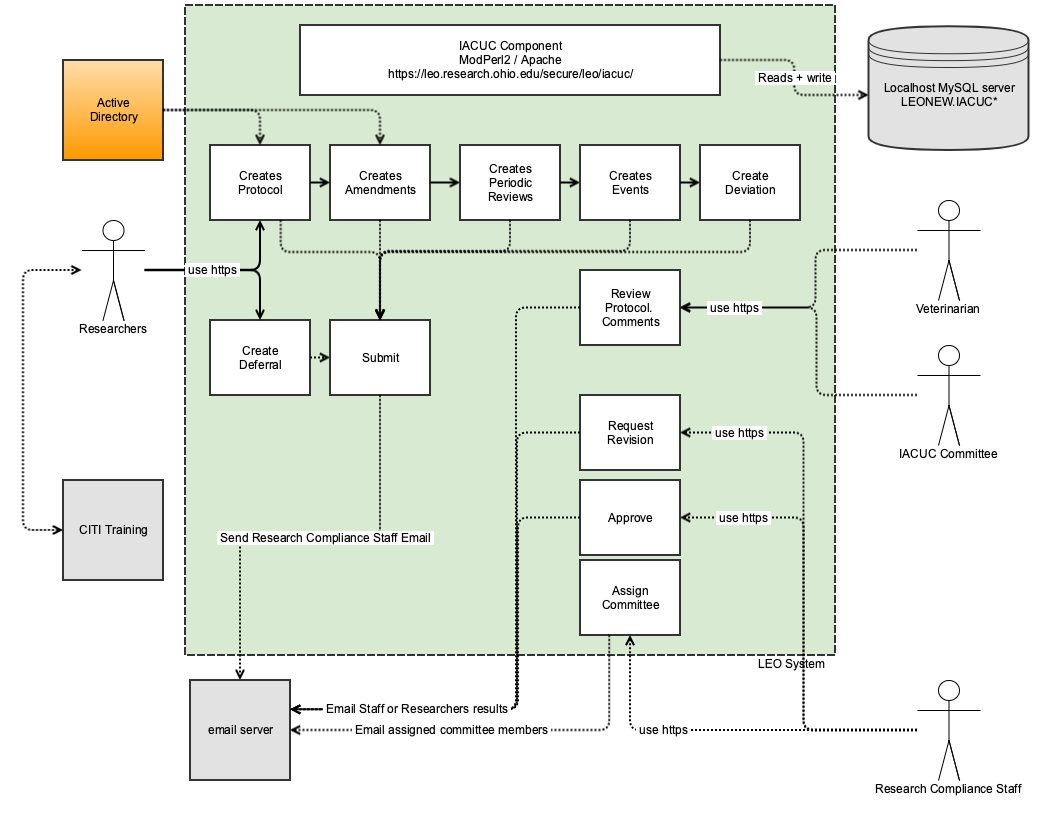 IACUC Component
ModPerl2 / Apache
https://leo.research.ohio.edu/secure/leo/iacuc/
Reads + write
Localhost MySQL server
LEONEW.IACUC*
Active
Directory
Creates
Protocol
Creates
Amendments
Creates
Periodic
Reviews
Creates
Events
Create
Deviation
use https
Researchers
Review
Protocol.
Comments
use https
Veterinarian
Create
Deferral
Submit
Request
Revision
use https
IACUC Committee
CITI Training
Approve
use https
Send Research Compliance Staff Email
Assign
Committee
LEO System
email server
Email Staff or Researchers results
Email assigned committee members
use https
Research Compliance Staff